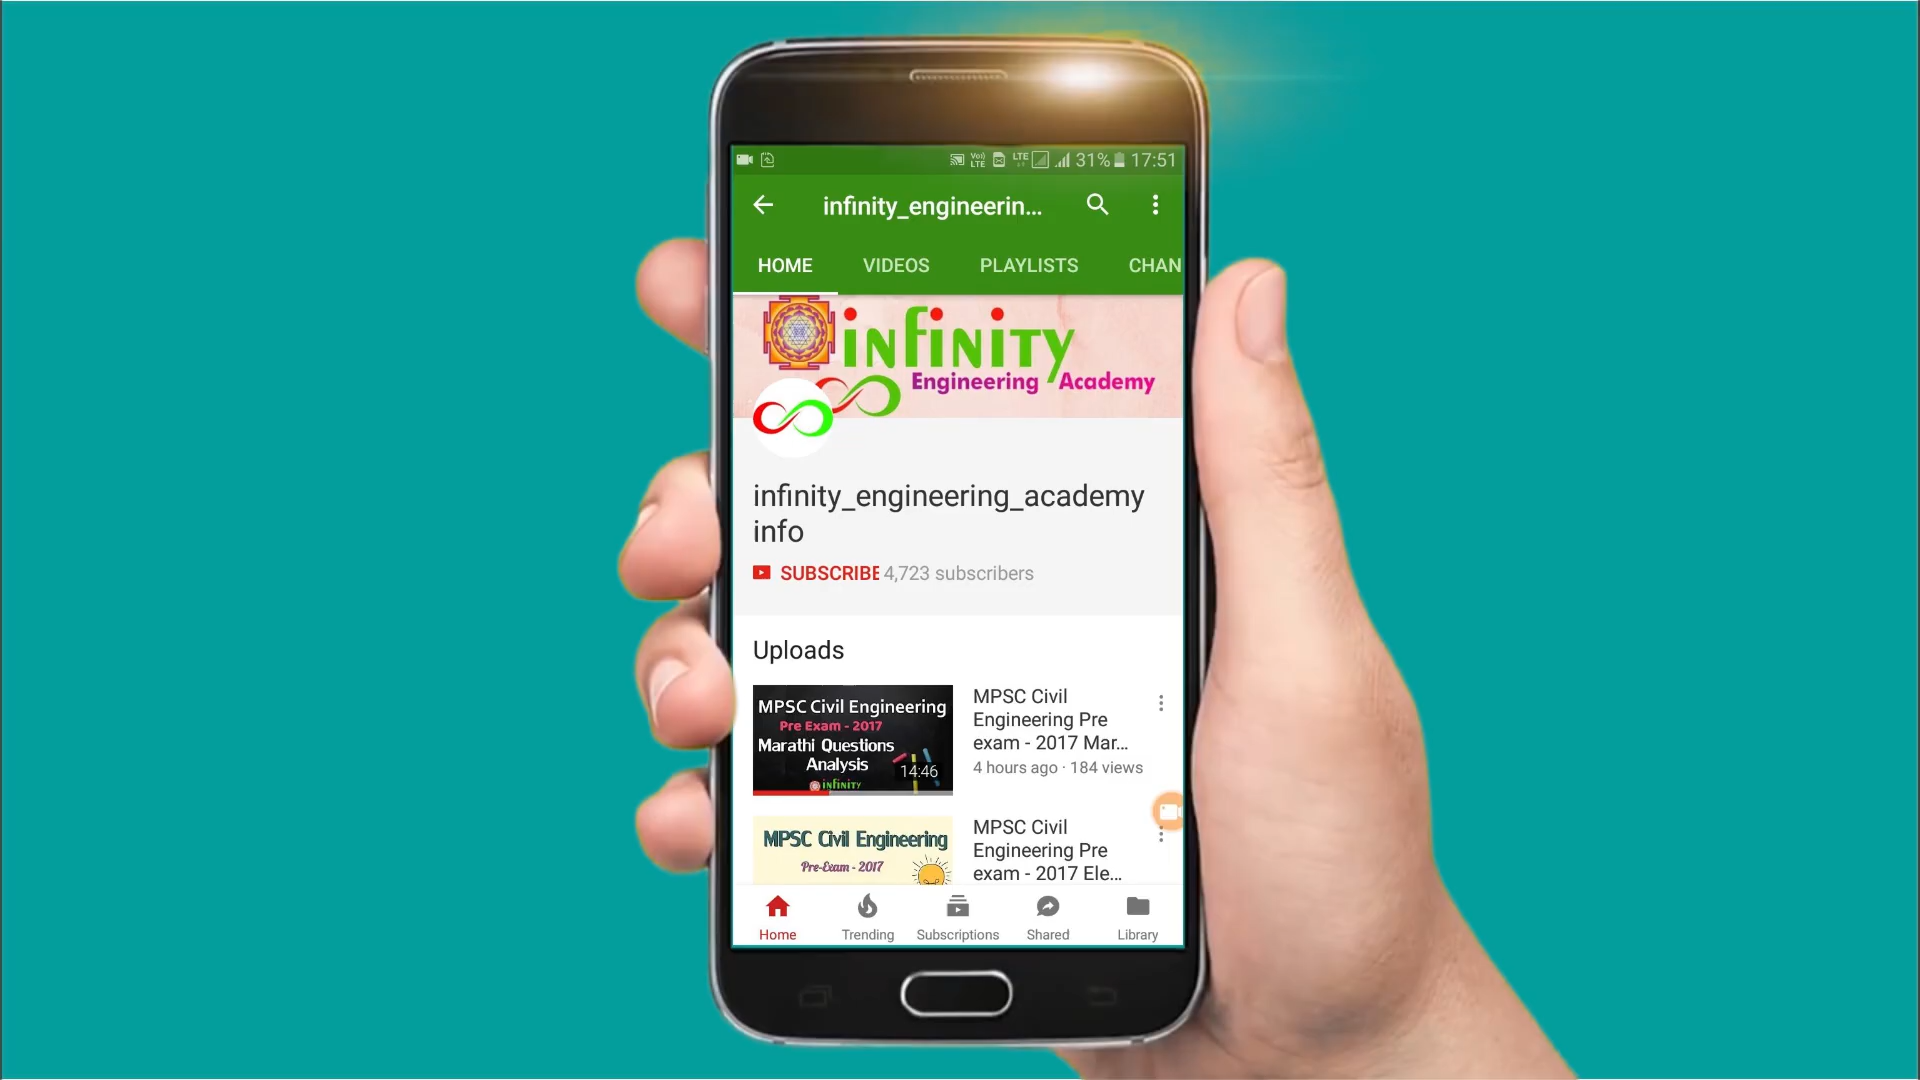 Vo) LTE LTE 31% 17:51
infinity_engineerin...
HOME VIDEOS PLAYLISTS CHAN
infinity
Engineering Academy
infinity_engineering_academy
info
SUBSCRIBE 4,723 subscribers
Uploads
MPSC Civil Engineering
Pre Exam - 2017
Marathi Questions
Analysis
14:46
infinity
MPSC Civil
Engineering Pre
exam - 2017 Mar...
4 hours ago · 184 views
MPSC Civil Engineering
Pre-Exam - 2017
MPSC Civil
Engineering Pre
exam - 2017 Ele...
Home Trending Subscriptions Shared Library